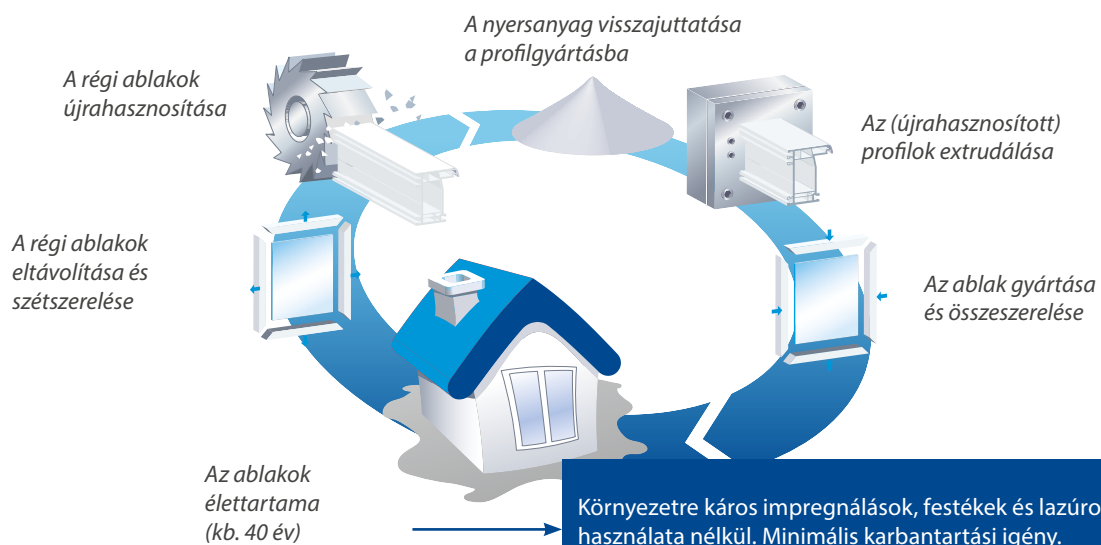 A nyersanyag visszajuttatása
a profilgyártásba
A régi ablakok
újrahasznosítása
Az (újrahasznosított)
profilok extrudálása
A régi ablakok
eltávolítása és
szétszerelése
Az ablak gyártása
és összeszerelése
Az ablakok
élettartama
(kb. 40 év)
Környezetre káros impregnálások, festékek és lazúro
használata nélkül. Minimális karbantartási igény.